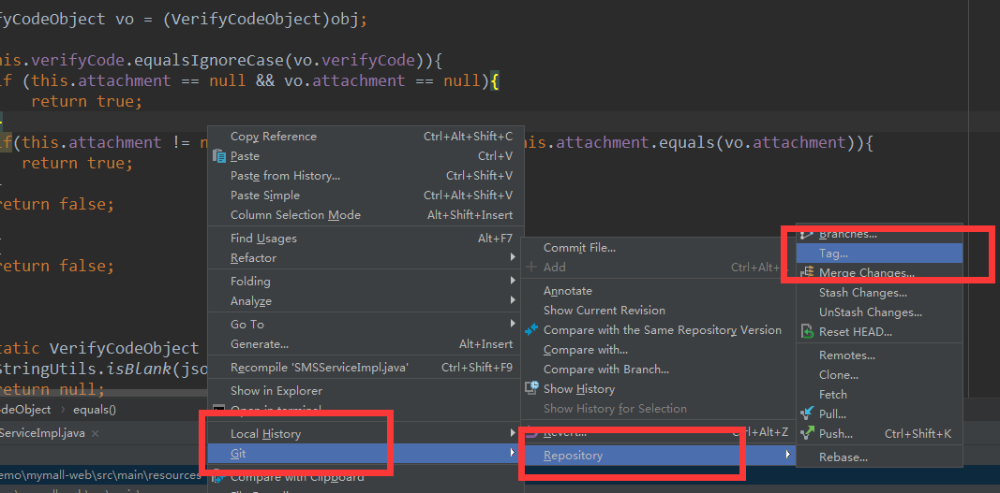 fyCodeObject vo = (VerifyCodeObject)obj;
his.verifyCode.equalsIgnoreCase(vo.verifyCode)){
f (this.attachment == null && vo.attachment == null){
return true;
}
if(this.attachment != n
his.attachment.equals(vo.attachment)){
return true;
return false;
return false;
tatic VerifyCodeObject
StringUtils.isBlank(jso
return null;
odeObject > equals()
ServiceImpl.java ×
emo\mymall-web\src\main\resources
Copy Reference Ctrl+Alt+Shift+C
Paste Ctrl+V
Paste from History... Ctrl+Shift+V
Paste Simple Ctrl+Alt+Shift+V
Column Selection Mode Alt+Shift+Insert
Find Usages Alt+F7
Refactor
Folding
Analyze
Go To
Generate... Alt+Insert
Recompile 'SMSServiceImpl.java' Ctrl+Shift+F9
Show in Explorer
Open in terminal
Local History
Git
Compare with Clipboard
Commit File...
Add Ctrl+Alt+
Annotate
Show Current Revision
Compare with the Same Repository Version
Compare with...
Compare with Branch...
Show History
Show History for Selection
Revert... Ctrl+Alt+Z
Repository
Branches...
Tag...
Merge Changes...
Stash Changes...
UnStash Changes...
Reset HEAD...
Remotes...
Clone...
Fetch
Pull...
Push... Ctrl+Shift+K
Rebase...